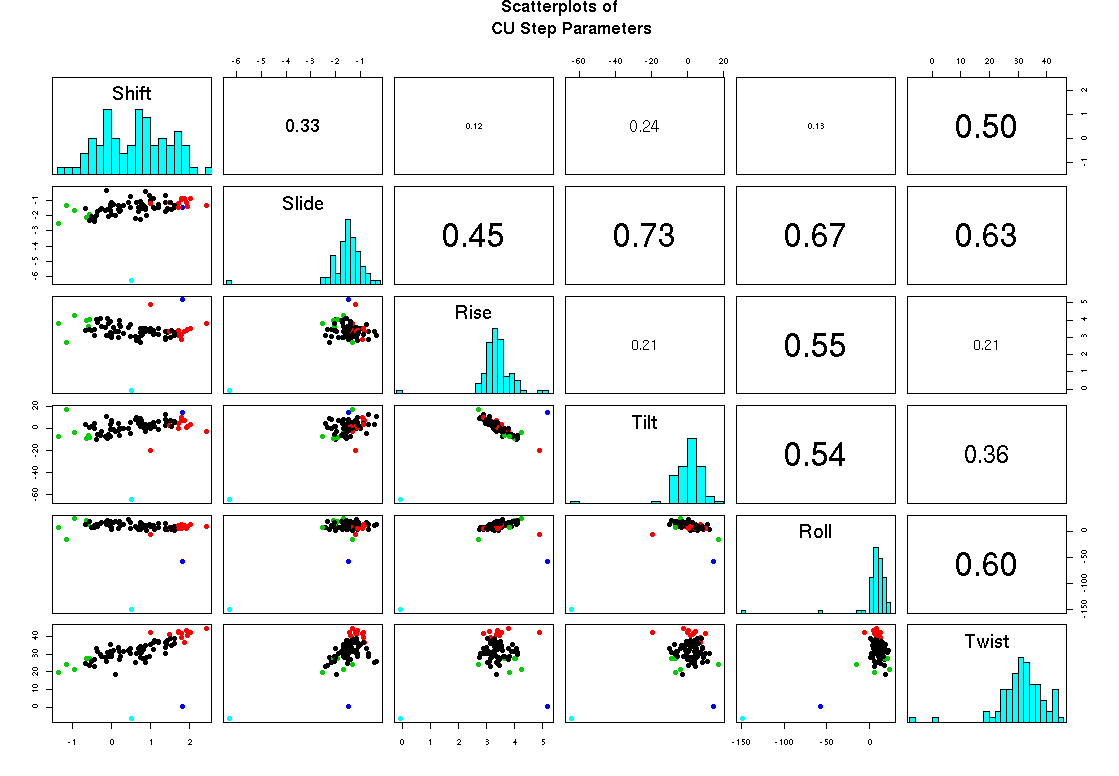 Scatterplots of
CU Step Parameters
-6 -5 -4 -3 -2 -1
-60 -40 -20 0 20
0 10 20 30 40
Shift
0.33
0.12
0.24
0.13
0.50
-1 0 1 2
-6 -5 -4 -3 -2 -1
Slide
0.45
0.73
0.67
0.63
Rise
0.21
0.55
0.21
0 1 2 3 4 5
-60 -40 -20 0 20
Tilt
0.54
0.36
Roll
0.60
-150 -100 -50 0
0 10 20 30 40
Twist
-1 0 1 2
0 1 2 3 4 5
-150 -100 -50 0